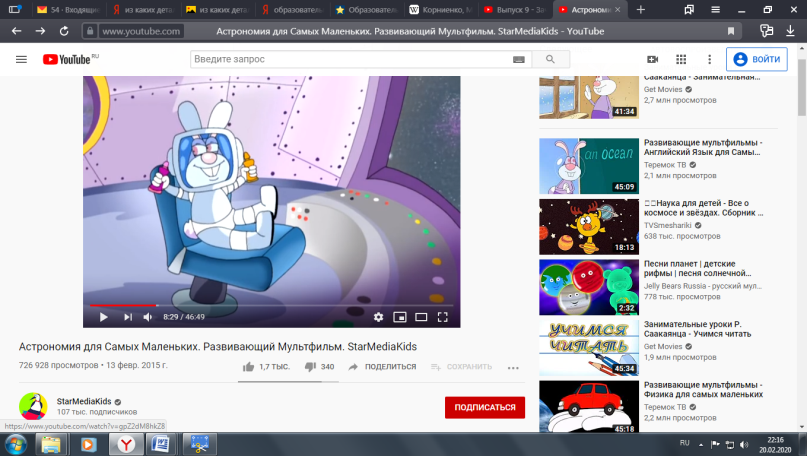 54 - Входящи
из каких дета
из каких дета
образовател
Образовател
Корниенко, М
Выпуск 9 - За
Астрономи
www.youtube.com
Астрономия для Самых Маленьких. Развивающий Мультфильм. StarMediaKids - YouTube
YouTube RU
Введите запрос
ВОЙТИ
8:29 / 46:49
Астрономия для Самых Маленьких. Развивающий Мультфильм. StarMediaKids
726 928 просмотров • 13 февр. 2015 г.
1,7 ТЫС.
340
ПОДЕЛИТЬСЯ
СОХРАНИТЬ
StarMediaKids
107 тыс. подписчиков
ПОДПИСАТЬСЯ
https://www.youtube.com/watch?v=gpZ2dM8hkZ8
Саакаянца - Занимательная...
Get Movies
2,7 млн просмотров
41:34
an OCEAN
45:09
Развивающие мультфильмы -
Английский Язык для Самы...
Теремок ТВ
2,1 млн просмотров
18:13
Наука для детей - Все о
космосе и звёздах. Сборник ...
TVSmeshariki
638 тыс. просмотров
2:32
Песни планет | детские
рифмы | песня солнечной...
Jelly Bears Russia - русский мул...
778 тыс. просмотров
УЧИМСЯ
ЧИТАТЬ
45:34
Занимательные уроки Р.
Саакаянца - Учимся читать
Get Movies
1,9 млн просмотров
45:18
Развивающие мультфильмы -
Физика для самых маленьких
Теремок ТВ
2,2 млн просмотров
RU
22:16
20.02.2020